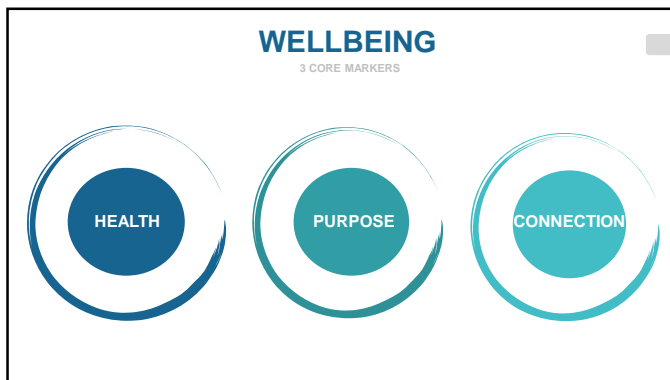 WELLBEING
3 CORE MARKERS
HEALTH
PURPOSE
CONNECTION